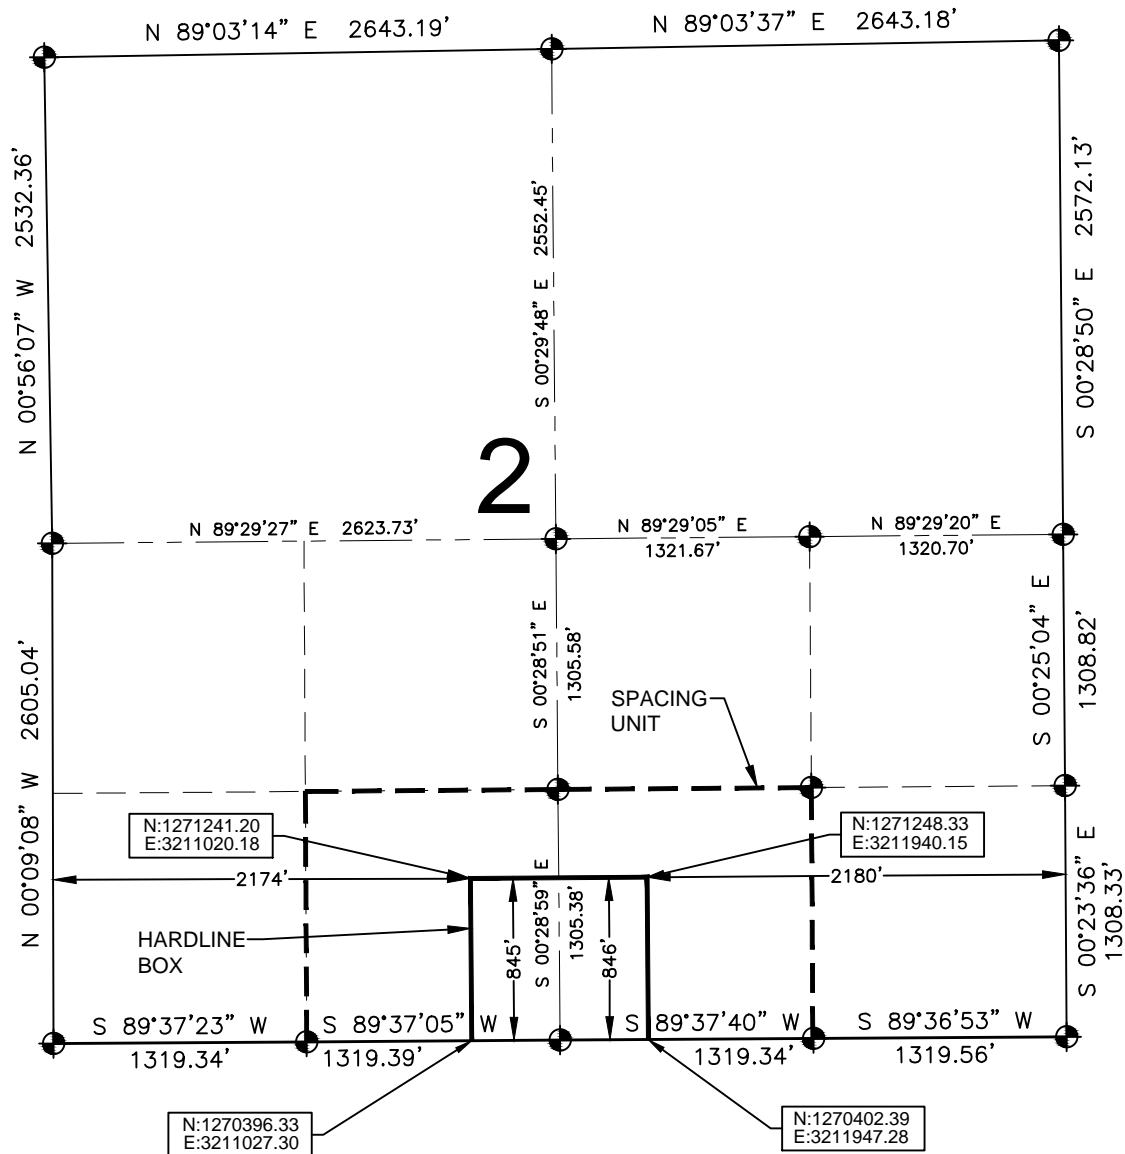 N 89°03'14" E 2643.19'
N 89°03'37" E 2643.18'
N 00°56'07" W 2532.36'
S 00°29'48" E 2552.45'
S 00°28'50" E 2572.13'
2
N 89°29'27" E 2623.73'
N 89°29'05" E
1321.67'
N 89°29'20" E
1320.70'
N 00°09'08" W 2605.04'
S 00°28'51" E
1305.58'
S 00°25'04" E
1308.82'
SPACING
UNIT
N:1271241.20
E:3211020.18
N:1271248.33
E:3211940.15
2174'
2180'
HARDLINE
BOX
845'
S 00°28'59" E
1305.38'
846'
S 00°23'36" E
1308.33'
S 89°37'23" W
1319.34'
S 89°37'05" W
1319.39'
S 89°37'40" W
1319.34'
S 89°36'53" W
1319.56'
N:1270396.33
E:3211027.30
N:1270402.39
E:3211947.28